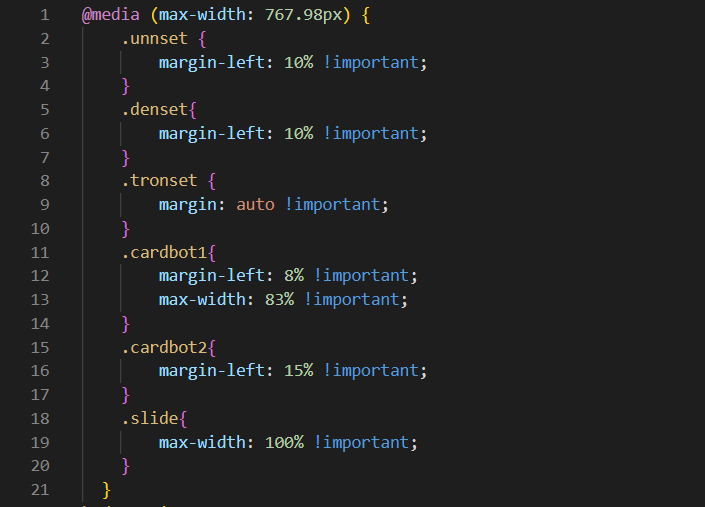 1 @media (max-width: 767.98px) {
2 .unnset {
3 margin-left: 10% !important;
4 }
5 .denset{
6 margin-left: 10% !important;
7 }
8 .tronset {
9 margin: auto !important;
10 }
11 .cardbot1{
12 margin-left: 8% !important;
13 max-width: 83% !important;
14 }
15 .cardbot2{
16 margin-left: 15% !important;
17 }
18 .slide{
19 max-width: 100% !important;
20 }
21 }